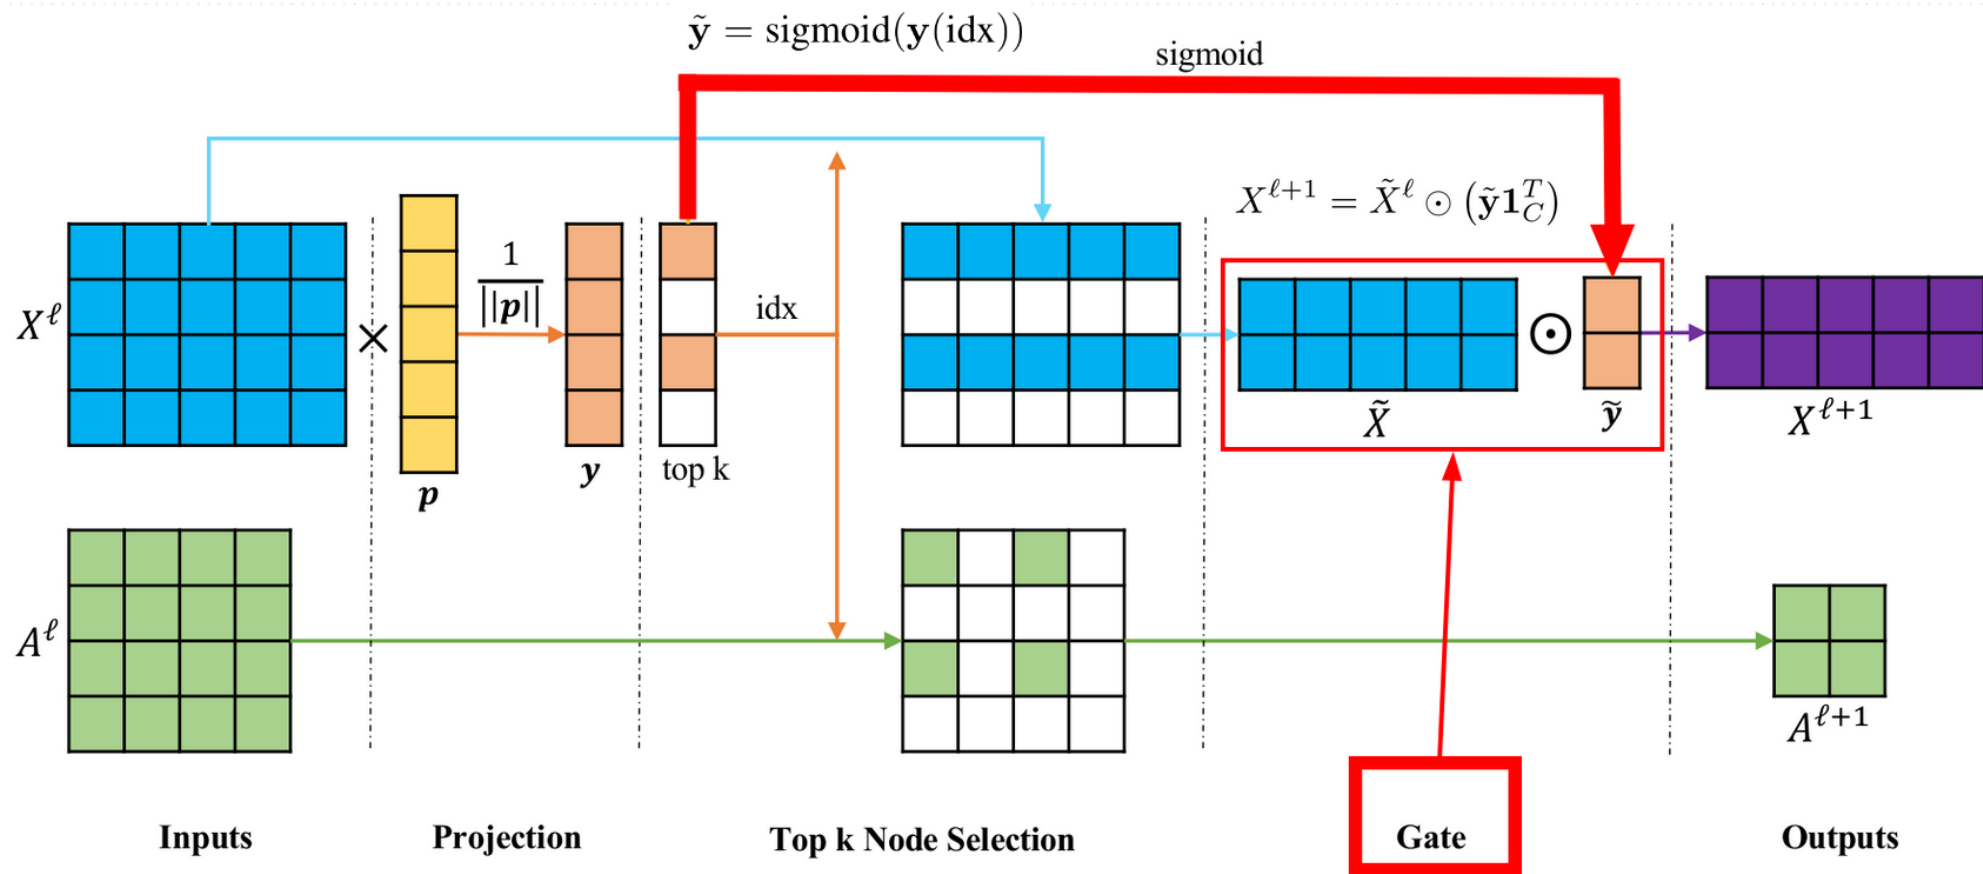 ỹ = sigmoid(y(idx))
sigmoid
X^{ℓ+1} = X̃^ℓ ⊙ (ỹ1_C^T)
X^ℓ
×
1
||p||
idx
⊙
p
y
top k
X̃
ỹ
X^{ℓ+1}
A^ℓ
A^{ℓ+1}
Inputs
Projection
Top k Node Selection
Gate
Outputs